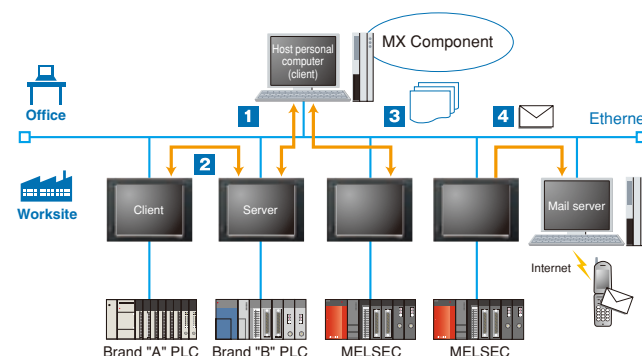 Host personal
computer
(client)
MX Component
Office
1
3
4
Etherne
2
Worksite
Client
Server
Mail server
Internet
Brand "A" PLC
Brand "B" PLC
MELSEC
MELSEC